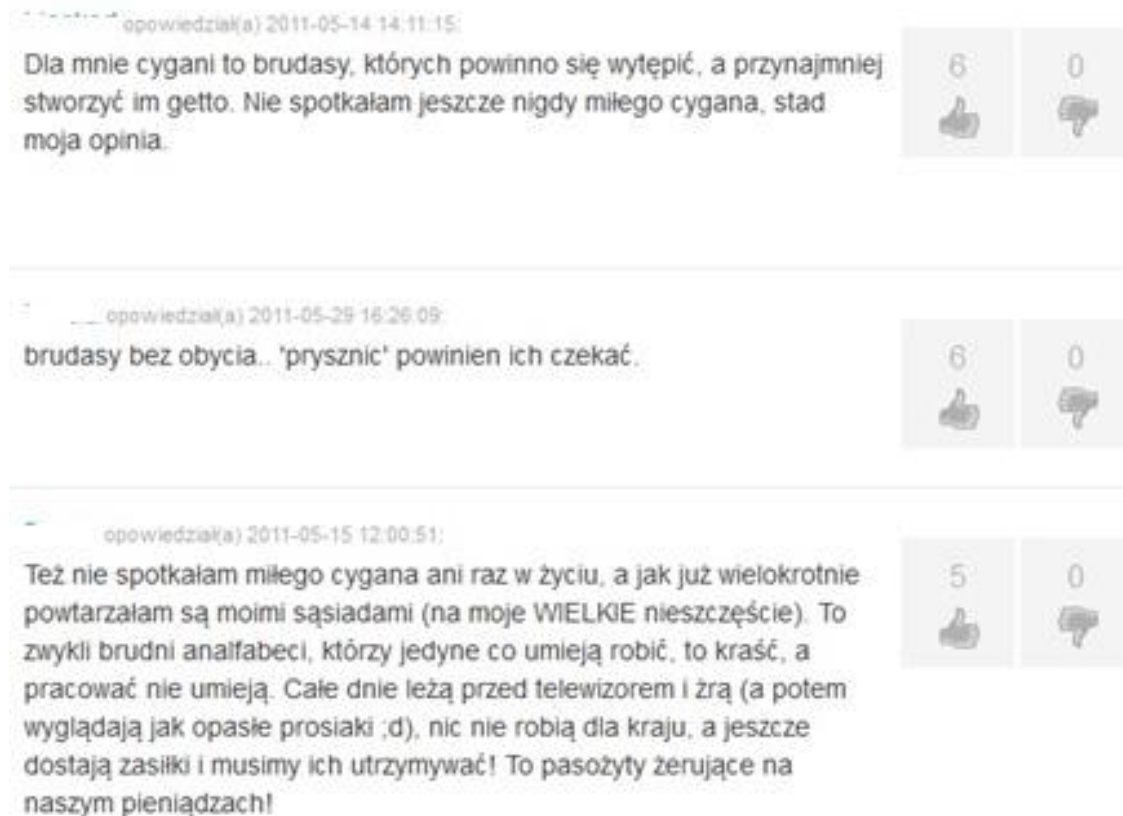 opowiedział(a) 2011-05-14 14:11:15:
Dla mnie cygani to brudasy, których powinno się wytępić, a przynajmniej
stworzyć im getto. Nie spotkałam jeszcze nigdy miłego cygana, stad
moja opinia.
6 0
opowiedział(a) 2011-05-29 16:26:09:
brudasy bez obycia.. 'prysznic' powinien ich czekać.
6 0
opowiedział(a) 2011-05-15 12:00:51:
Też nie spotkałam miłego cygana ani raz w życiu, a jak już wielokrotnie
powtarzałam są moimi sąsiadami (na moje WIELKIE nieszczęście). To
zwykli brudni analfabeci, którzy jedyne co umieją robić, to kraść, a
pracować nie umieją. Całe dnie leżą przed telewizorem i żrą (a potem
wyglądają jak opasłe prosiaki ;d), nic nie robią dla kraju, a jeszcze
dostają zasiłki i musimy ich utrzymywać! To pasożyty żerujące na
naszym pieniądzach!
5 0